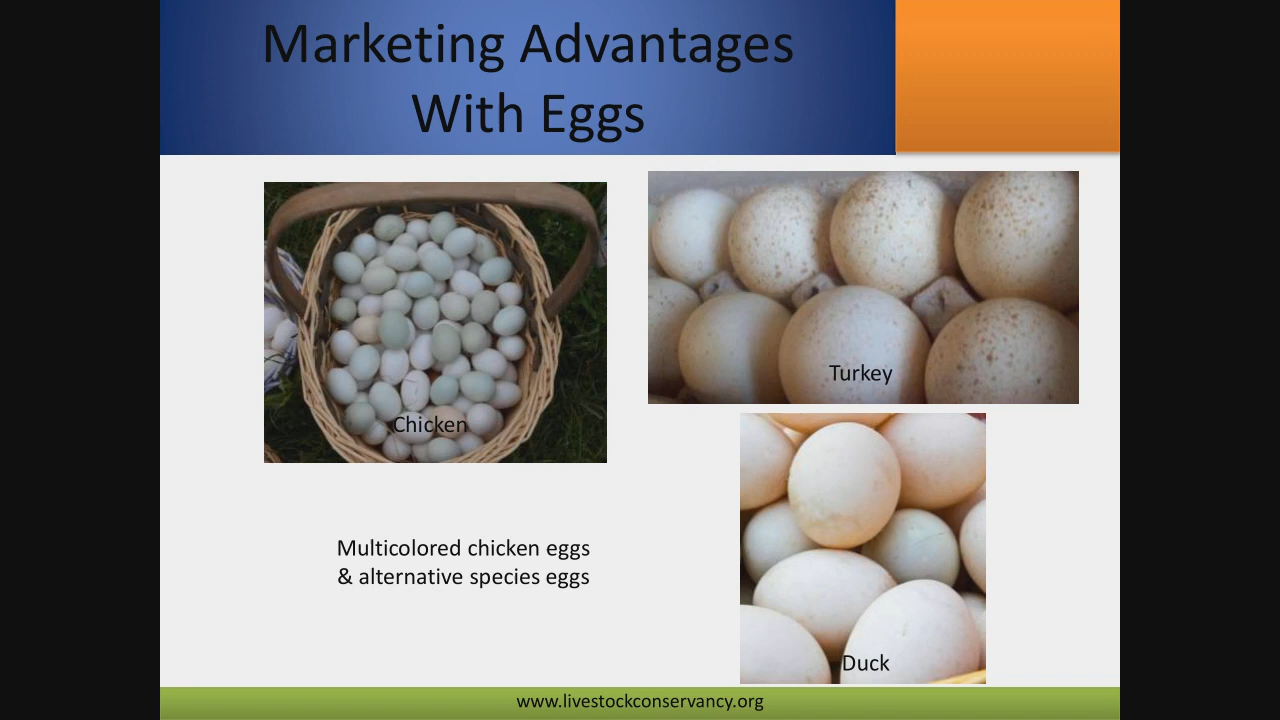 Marketing Advantages
With Eggs
Chicken
Turkey
Multicolored chicken eggs
& alternative species eggs
Duck
www.livestockconservancy.org